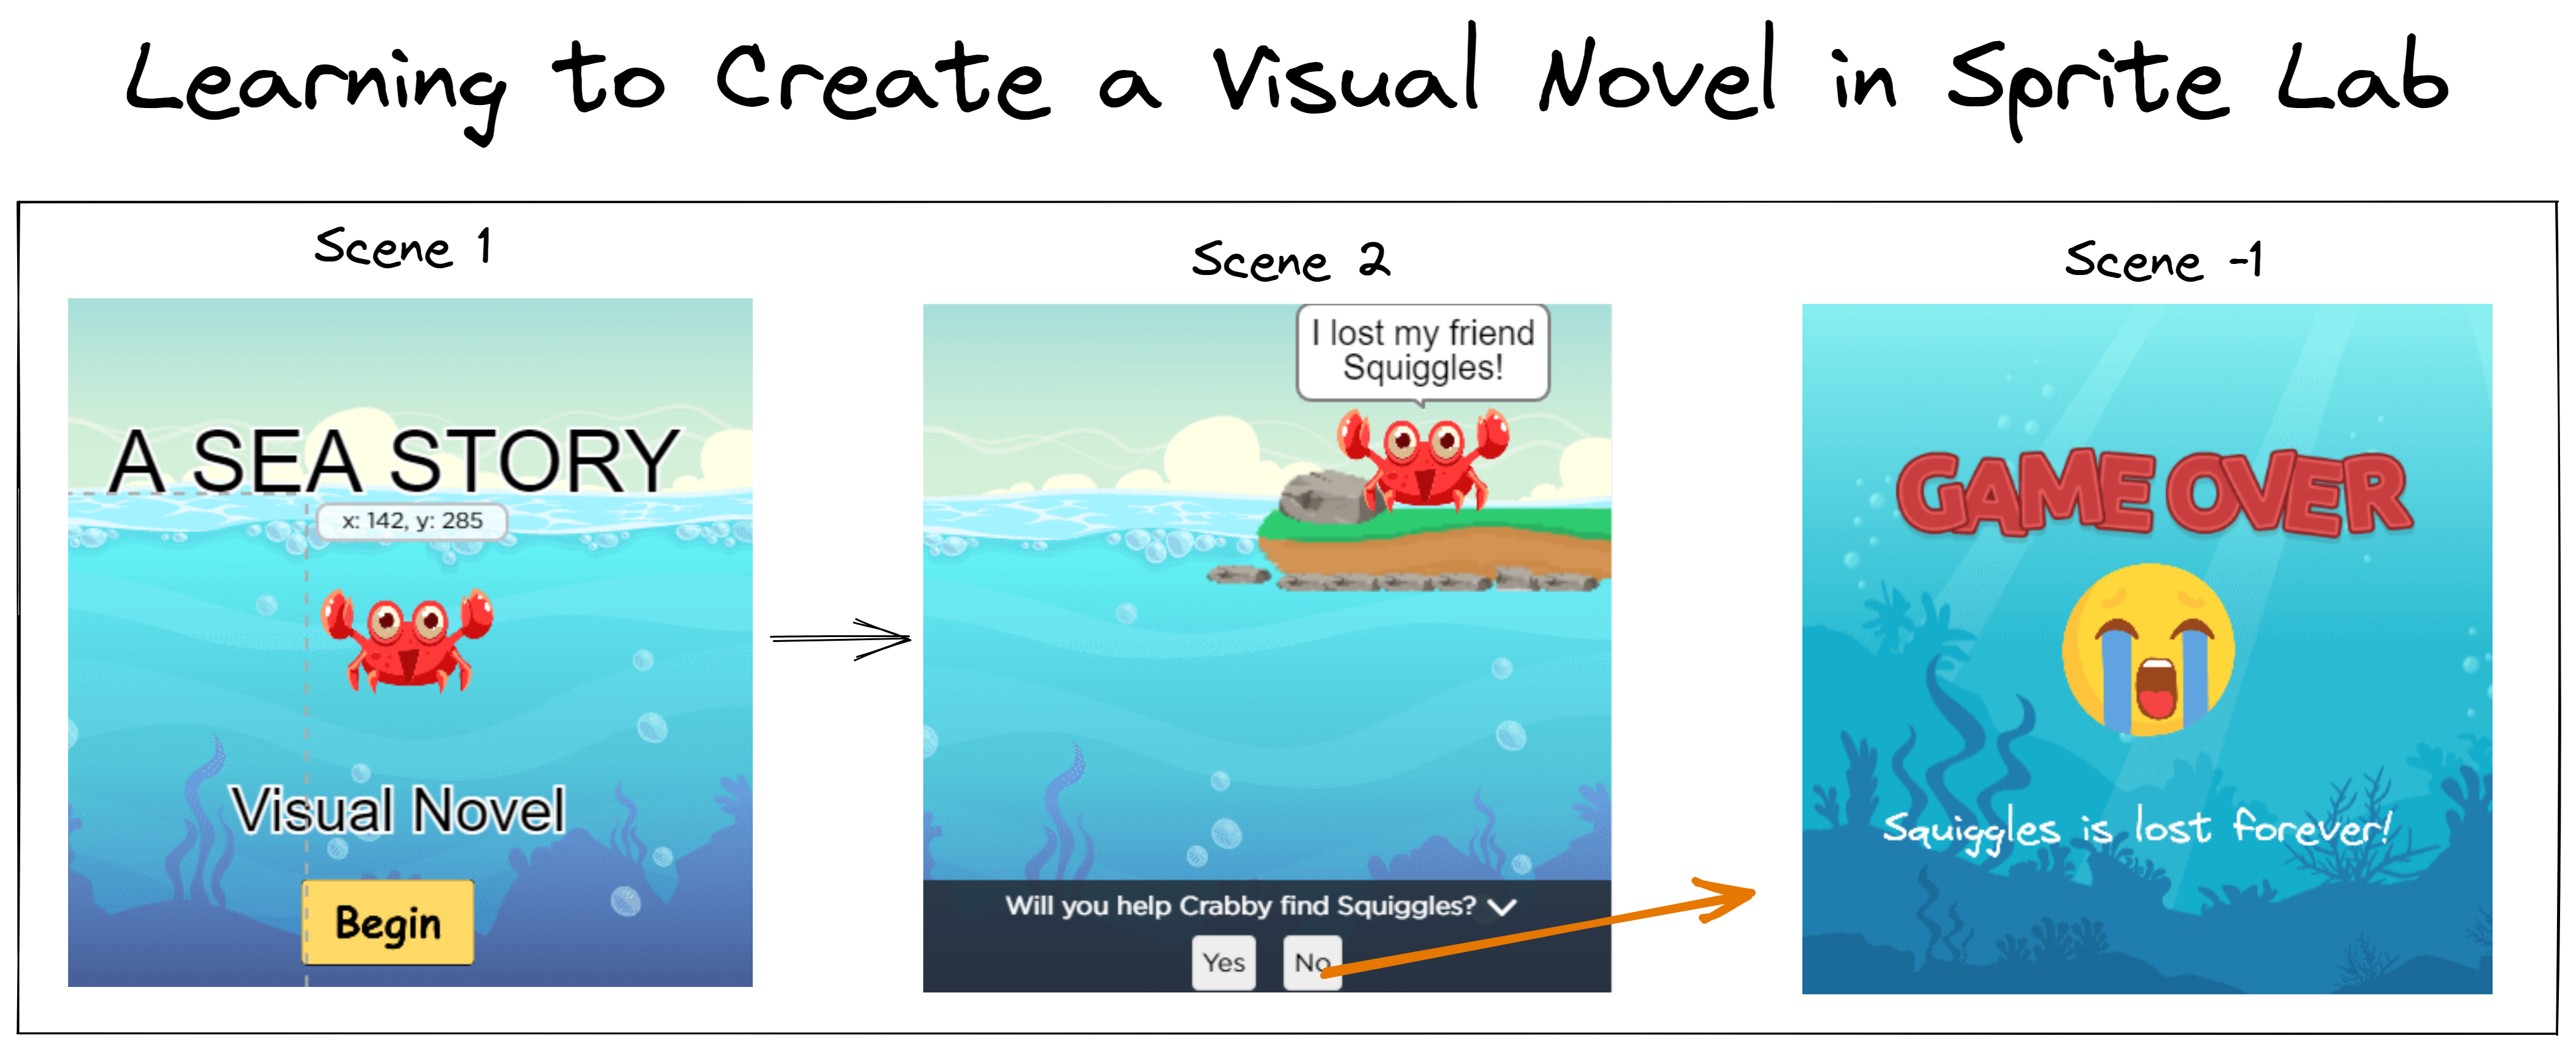 Learning to Create a Visual Novel in Sprite Lab
Scene 1
A SEA STORY
x: 142, y: 285
Visual Novel
Begin
Scene 2
I lost my friend
Squiggles!
Will you help Crabby find Squiggles?
Yes No
Scene -1
GAME OVER
Squiggles is lost forever!